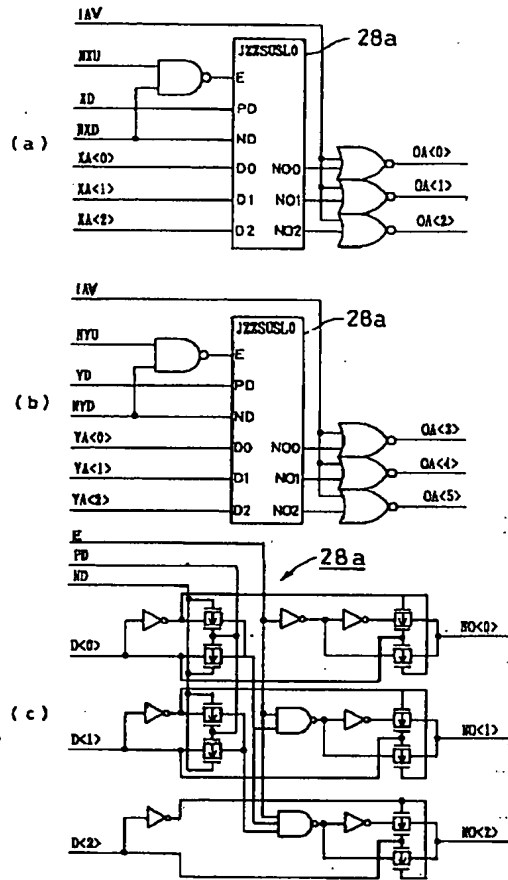 (a)
IAV
NXU
XD
NXD
XA<0>
XA<1>
XA<2>
JZZSUSL0
28a
E
PD
ND
D0
D1
D2
NO0
NO1
NO2
OA<0>
OA<1>
OA<2>
(b)
IAV
NYU
YD
NYD
YA<0>
YA<1>
YA<2>
JZZSUSL0
28a
E
PD
ND
D0
D1
D2
NO0
NO1
NO2
OA<3>
OA<4>
OA<5>
(c)
E
PD
ND
28a
D<0>
D<1>
D<2>
NO<0>
NO<1>
NO<2>